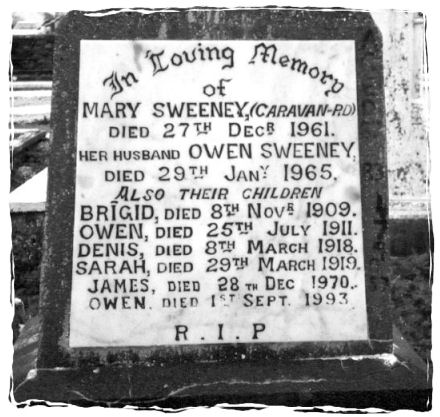 In Loving Memory
of
MARY SWEENEY, (CARAVAN-RD)
DIED 27TH DECR 1961.
HER HUSBAND OWEN SWEENEY,
DIED 29TH JANY 1965.
ALSO THEIR CHILDREN
BRIGID, DIED 8TH NOVR 1909.
OWEN, DIED 25TH JULY 1911.
DENIS, DIED 8TH MARCH 1918.
SARAH, DIED 29TH MARCH 1919.
JAMES, DIED 28TH DEC 1970.
OWEN. DIED 1ST SEPT. 1993.
R.I.P